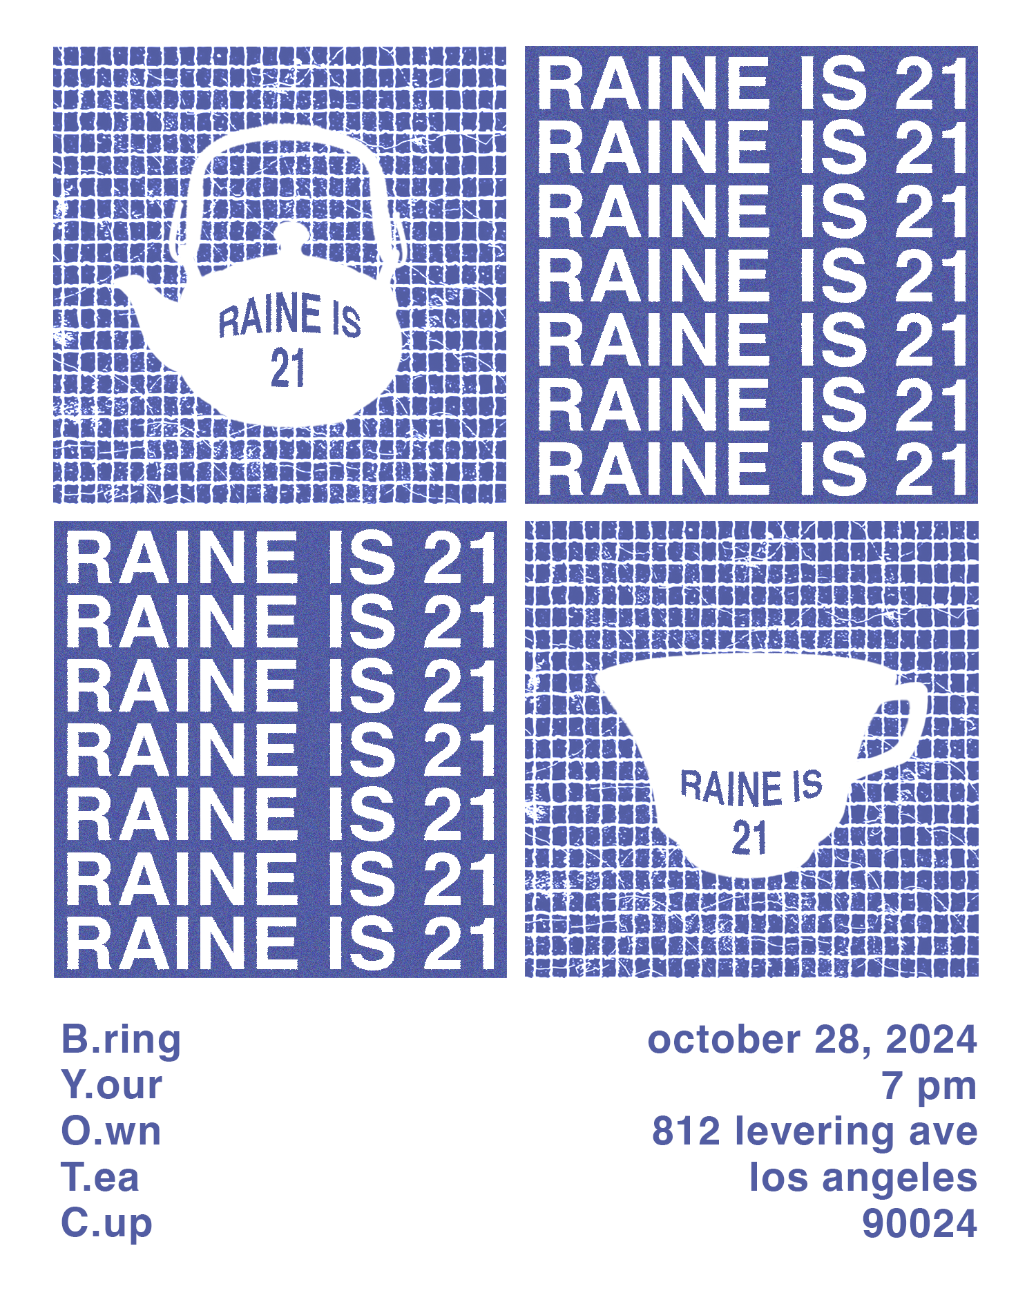 RAINE IS
21
RAINE IS 21
RAINE IS 21
RAINE IS 21
RAINE IS 21
RAINE IS 21
RAINE IS 21
RAINE IS 21
RAINE IS 21
RAINE IS 21
RAINE IS 21
RAINE IS 21
RAINE IS 21
RAINE IS 21
RAINE IS 21
RAINE IS
21
B.ring
Y.our
O.wn
T.ea
C.up
october 28, 2024
7 pm
812 levering ave
los angeles
90024